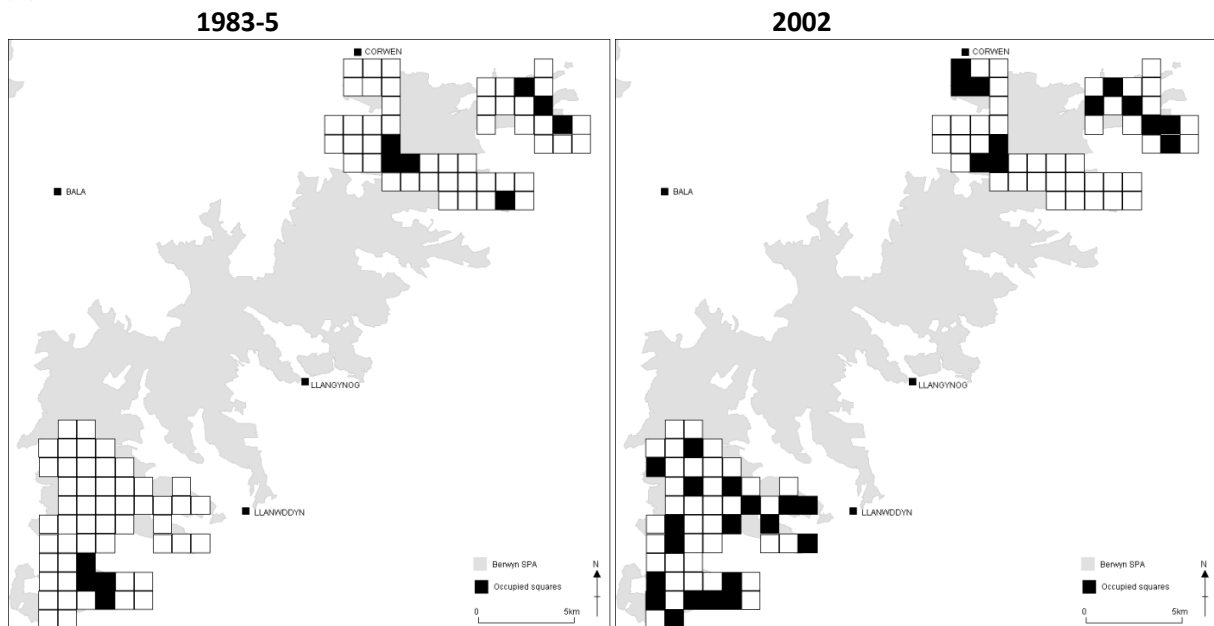 1983-5
2002
CORWEN
BALA
LLANGYNOG
LLANWDDYN
Berwyn SPA
Occupied squares
N
0 5km
CORWEN
BALA
LLANGYNOG
LLANWDDYN
Berwyn SPA
Occupied squares
N
0 5km